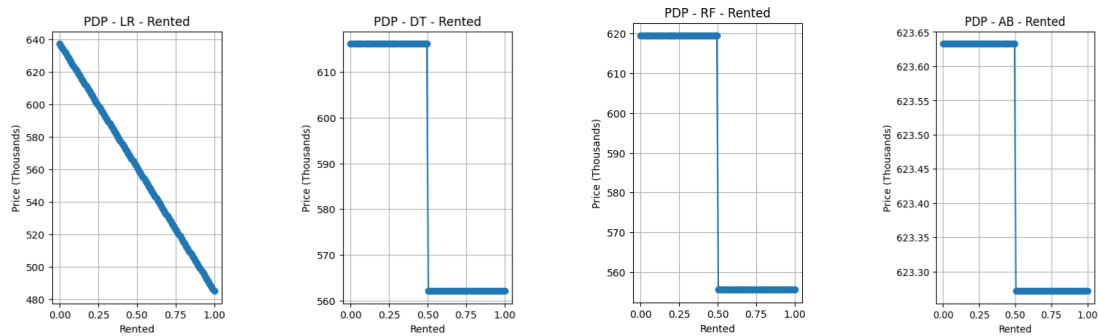 PDP - LR - Rented
640
620
600
580
560
540
520
500
480
Price (Thousands)
0.00 0.25 0.50 0.75 1.00
Rented
PDP - DT - Rented
610
600
590
580
570
560
Price (Thousands)
0.00 0.25 0.50 0.75 1.00
Rented
PDP - RF - Rented
620
610
600
590
580
570
560
Price (Thousands)
0.00 0.25 0.50 0.75 1.00
Rented
PDP - AB - Rented
623.65
623.60
623.55
623.50
623.45
623.40
623.35
623.30
Price (Thousands)
0.00 0.25 0.50 0.75 1.00
Rented